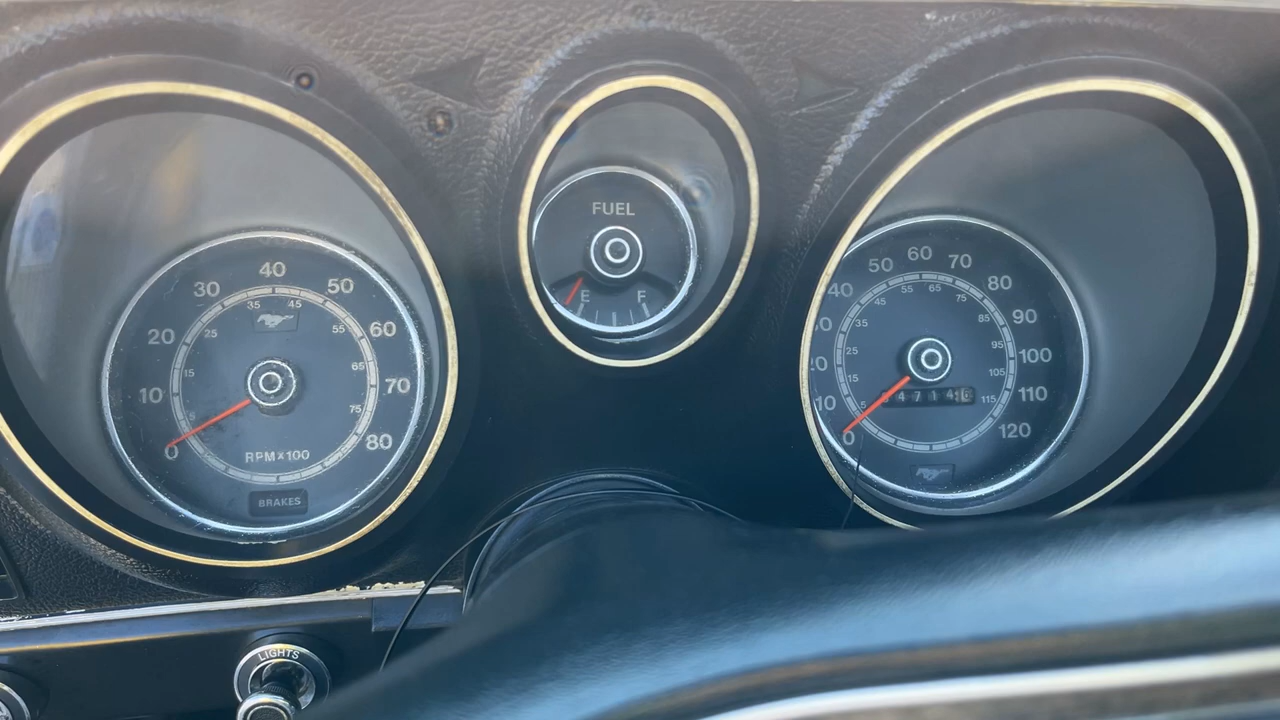 40
30 50
35 45
20 25 55 60
15 65
10 70
5 75
0 80
RPM×100
BRAKES
FUEL
E F
50 60 70
40 45 55 65 75 80
35 85 90
25 95 100
15 105 110
10 5 115
0 120
LIGHTS